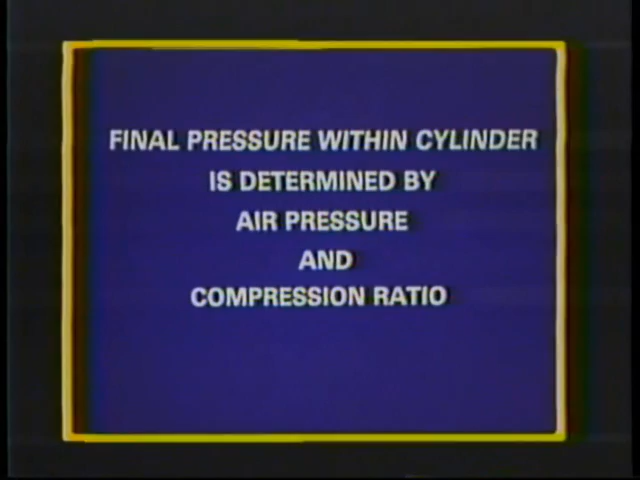 FINAL PRESSURE WITHIN CYLINDER
IS DETERMINED BY
AIR PRESSURE
AND
COMPRESSION RATIO